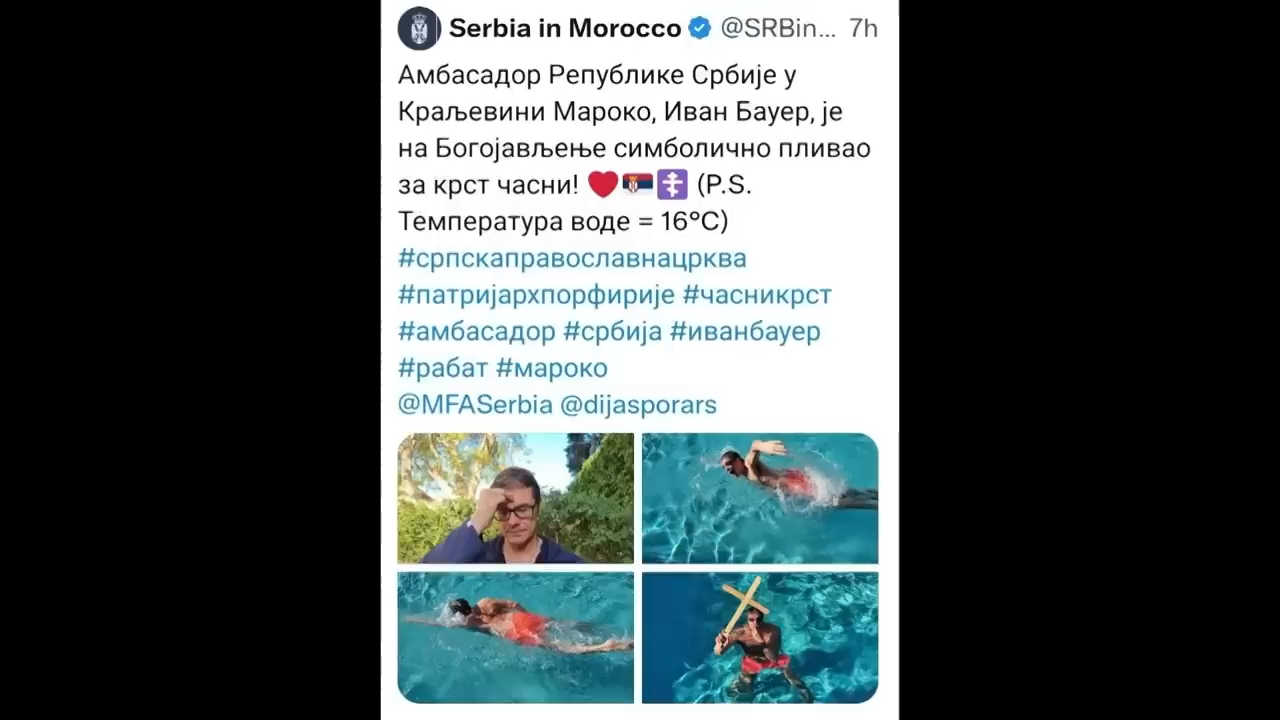 Serbia in Morocco @SRBin... 7h
Амбасадор Републике Србије у
Краљевини Мароко, Иван Бауер, је
на Богојављење симболично пливао
за крст часни! ❤️🇷🇸☦️ (P.S.
Температура воде = 16°C)
#српскаправославнацрква
#патријархпорфирије #часникрст
#амбасадор #србија #иванбауер
#рабат #мароко
@MFASerbia @dijasporars